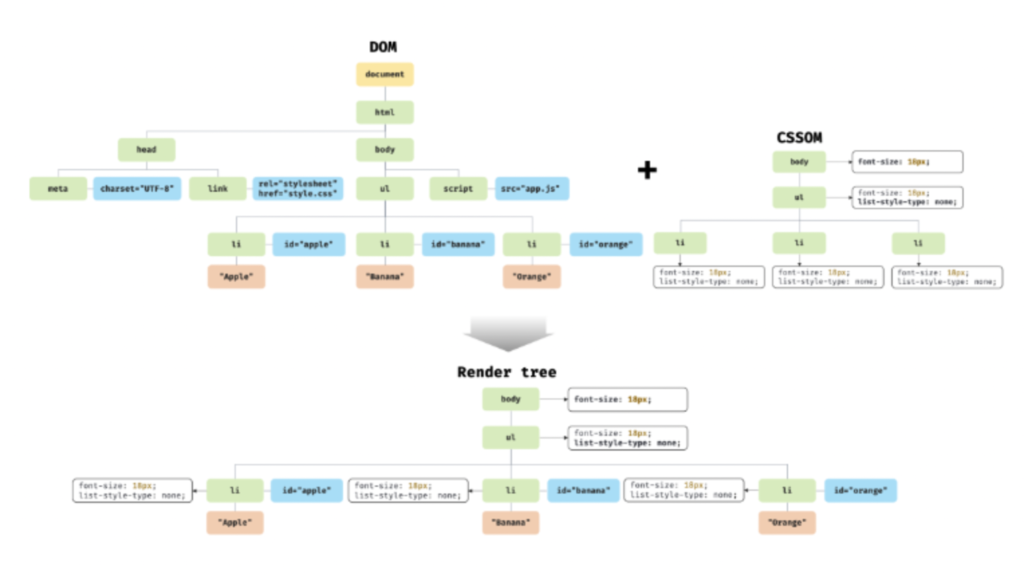 DOM
document
html
head
body
meta
charset="UTF-8"
link
rel="stylesheet"
href="style.css"
ul
script
src="app.js"
li
id="apple"
li
id="banana"
li
id="orange"
"Apple"
"Banana"
"Orange"
+
CSSOM
body
font-size: 18px;
ul
font-size: 18px;
list-style-type: none;
li
li
li
font-size: 18px;
list-style-type: none;
font-size: 18px;
list-style-type: none;
font-size: 18px;
list-style-type: none;
Render tree
body
font-size: 18px;
ul
font-size: 18px;
list-style-type: none;
font-size: 18px;
list-style-type: none;
li
id="apple"
font-size: 18px;
list-style-type: none;
li
id="banana"
font-size: 18px;
list-style-type: none;
li
id="orange"
"Apple"
"Banana"
"Orange"